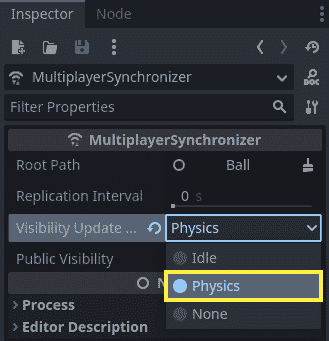 Inspector Node
MultiplayerSynchronizer
DOC
Filter Properties
MultiplayerSynchronizer
Root Path Ball
Replication Interval 0 s
Visibility Update ... Physics
Public Visibility Idle
Physics
N None
Process
Editor Description